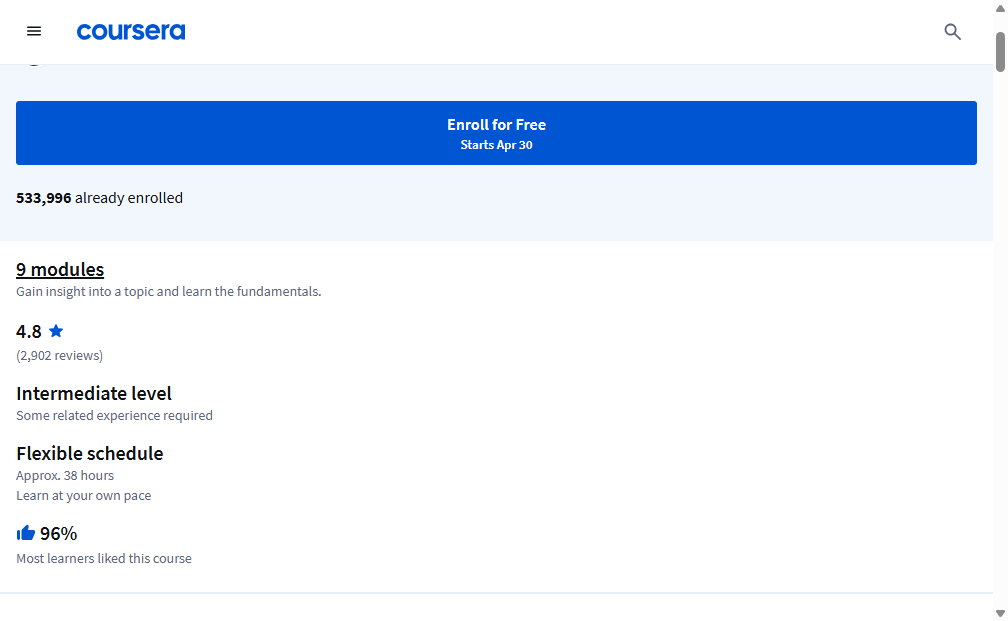 coursera
Enroll for Free
Starts Apr 30
533,996 already enrolled
9 modules
Gain insight into a topic and learn the fundamentals.
4.8
(2,902 reviews)
Intermediate level
Some related experience required
Flexible schedule
Approx. 38 hours
Learn at your own pace
96%
Most learners liked this course